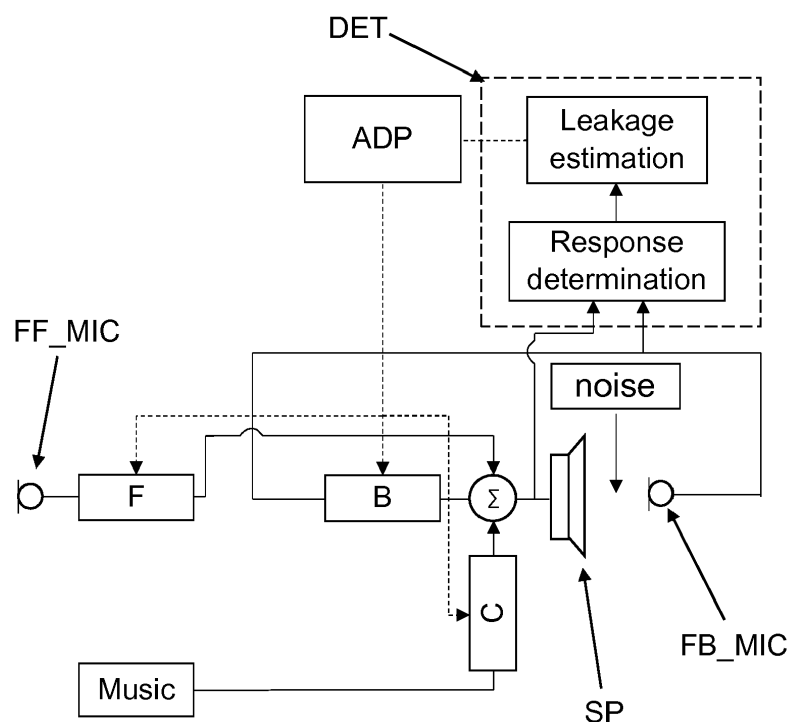 DET
ADP
Leakage
estimation
Response
determination
FF_MIC
noise
F
B
Σ
C
FB_MIC
Music
SP